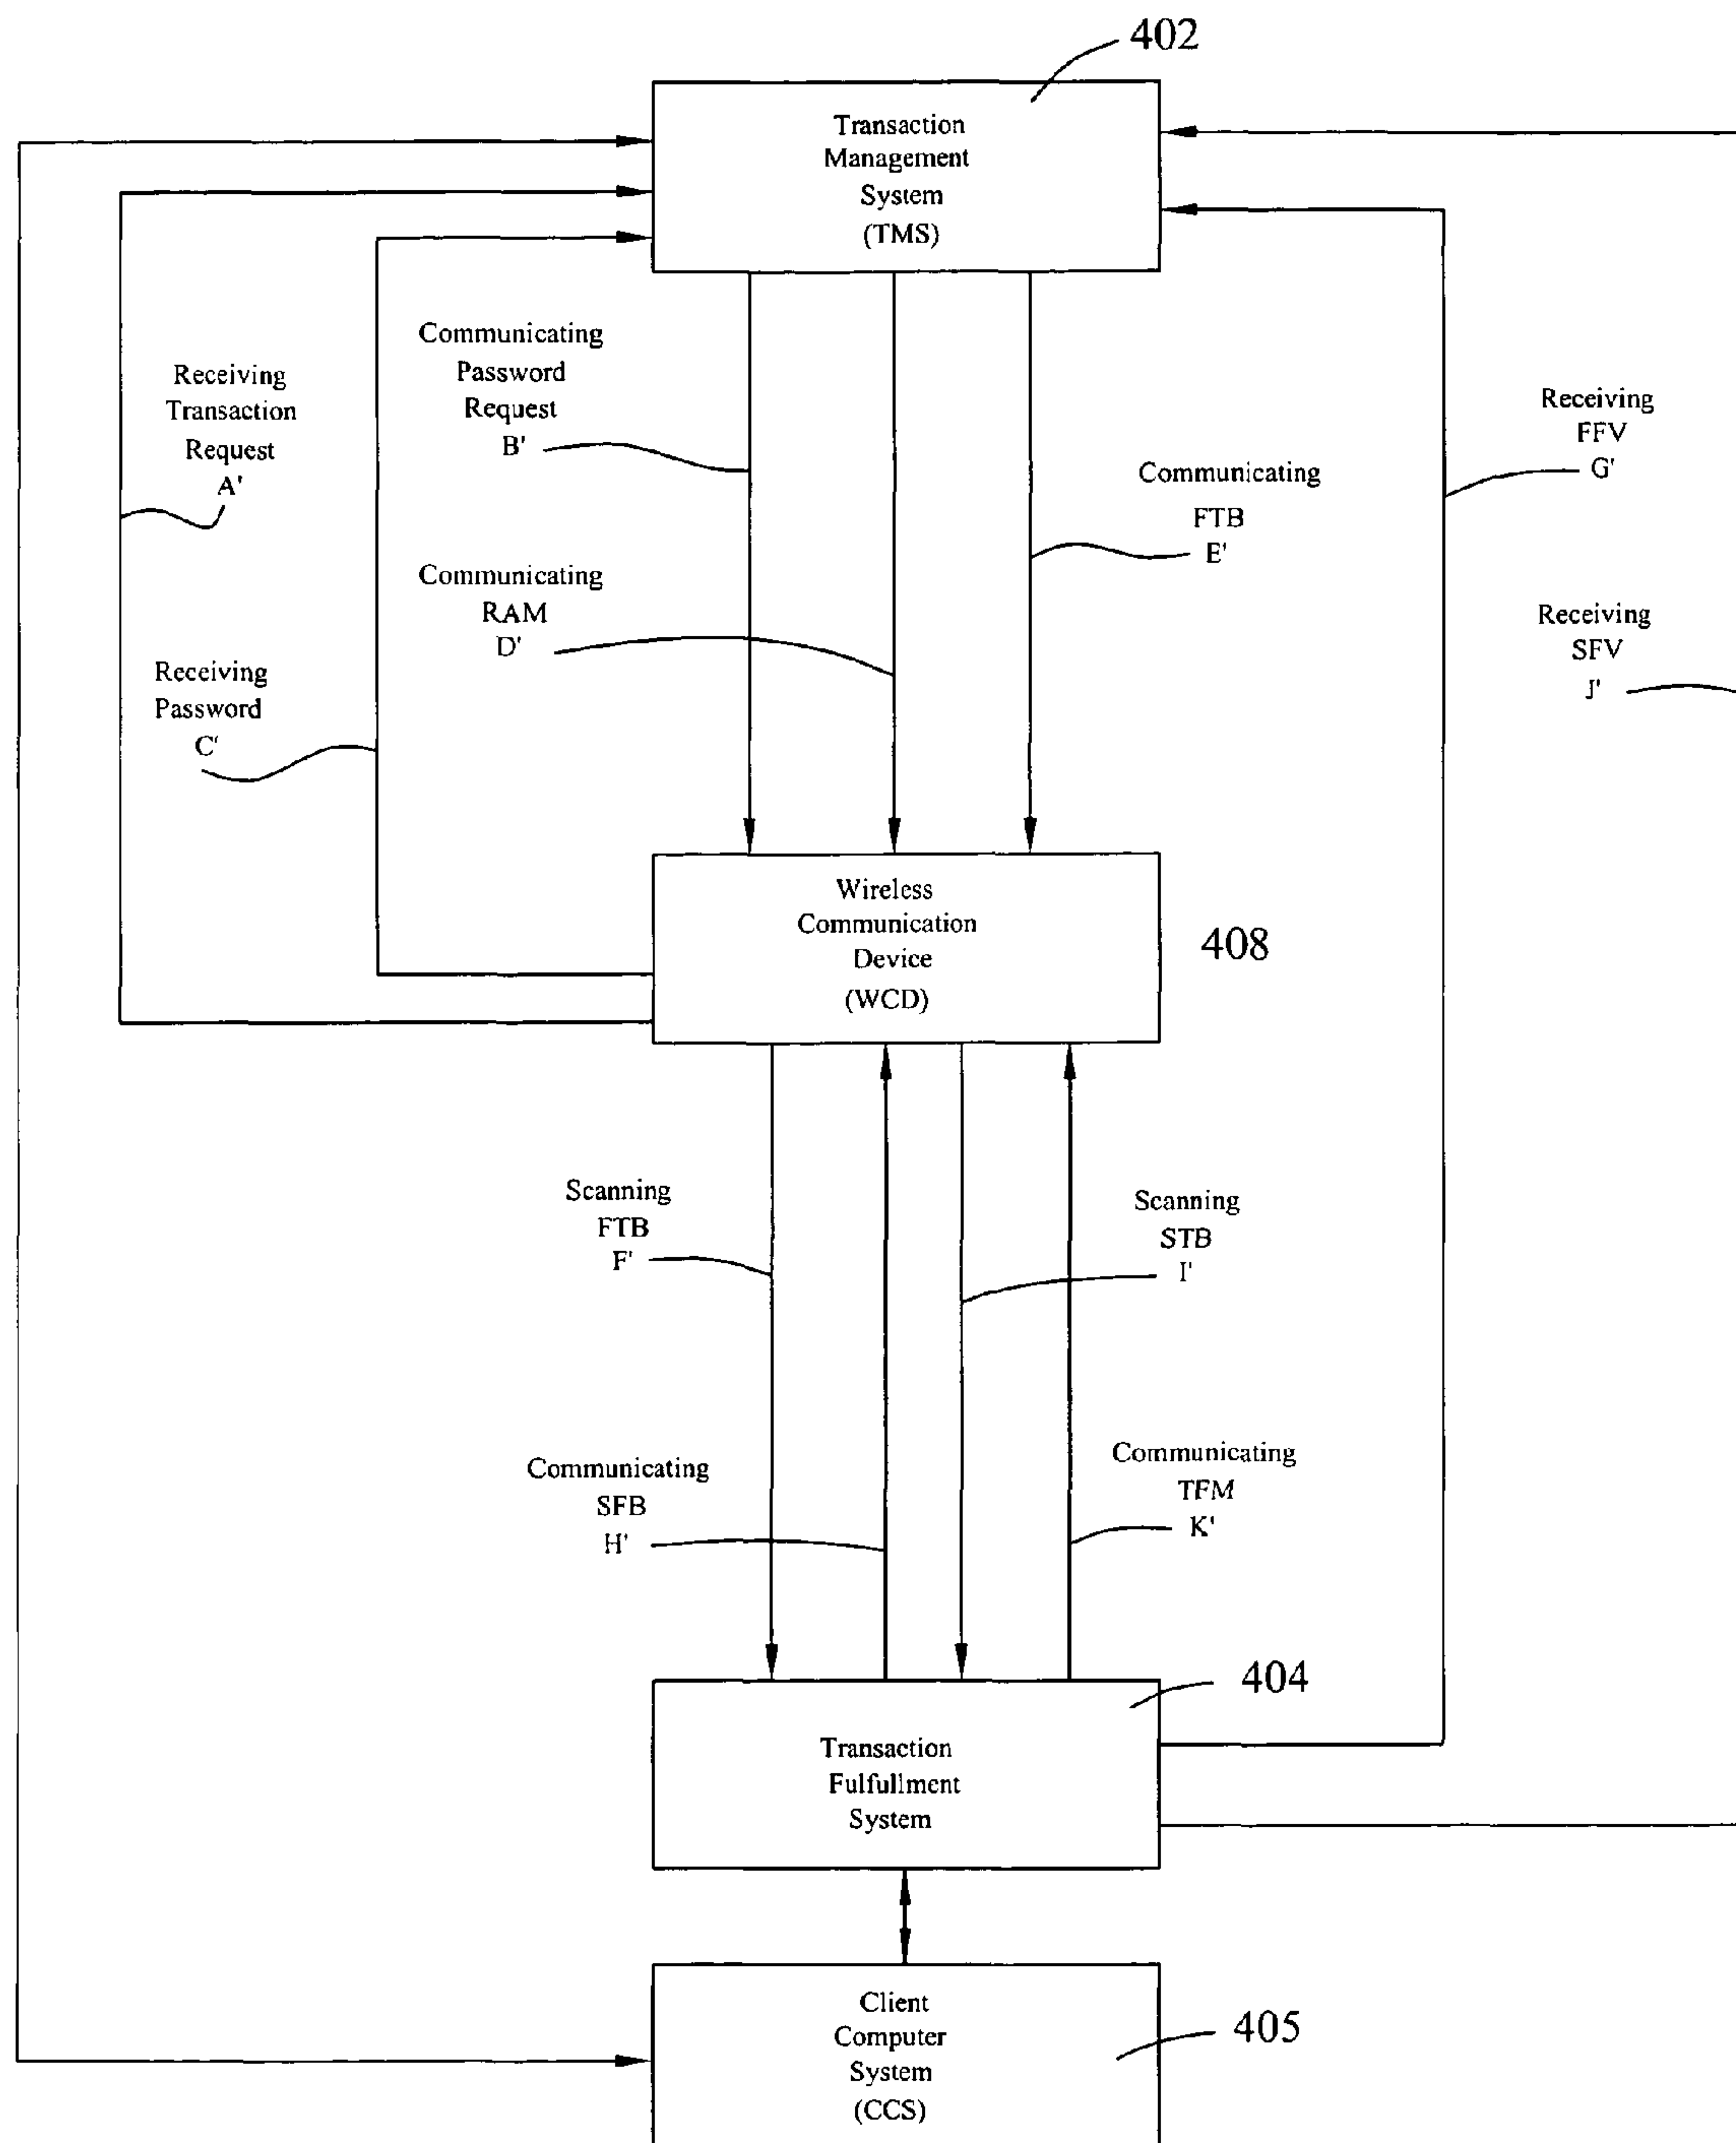 402
Transaction
Management
System
(TMS)
Communicating
Password
Request
B'
Receiving
Transaction
Request
A'
Receiving
FFV
G'
Communicating
FTB
E'
Communicating
RAM
D'
Receiving
SFV
J'
Receiving
Password
C'
Wireless
Communication
Device
(WCD)
408
Scanning
FTB
F'
Scanning
STB
I'
Communicating
SFB
H'
Communicating
TFM
K'
404
Transaction
Fulfullment
System
Client
Computer
System
(CCS)
405